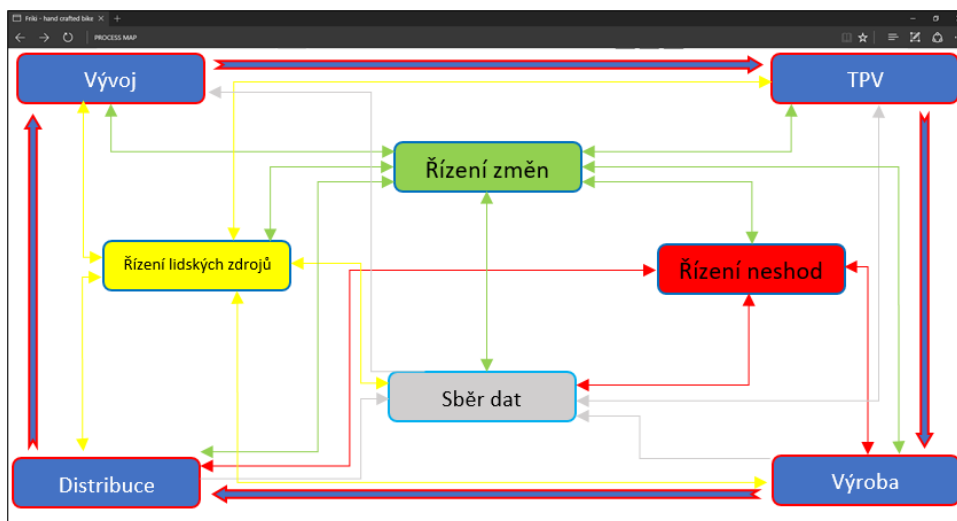 Friki - hand crafted bike
PROCESS MAP
Vývoj
TPV
Řízení změn
Řízení lidských zdrojů
Řízení neshod
Sběr dat
Distribuce
Výroba